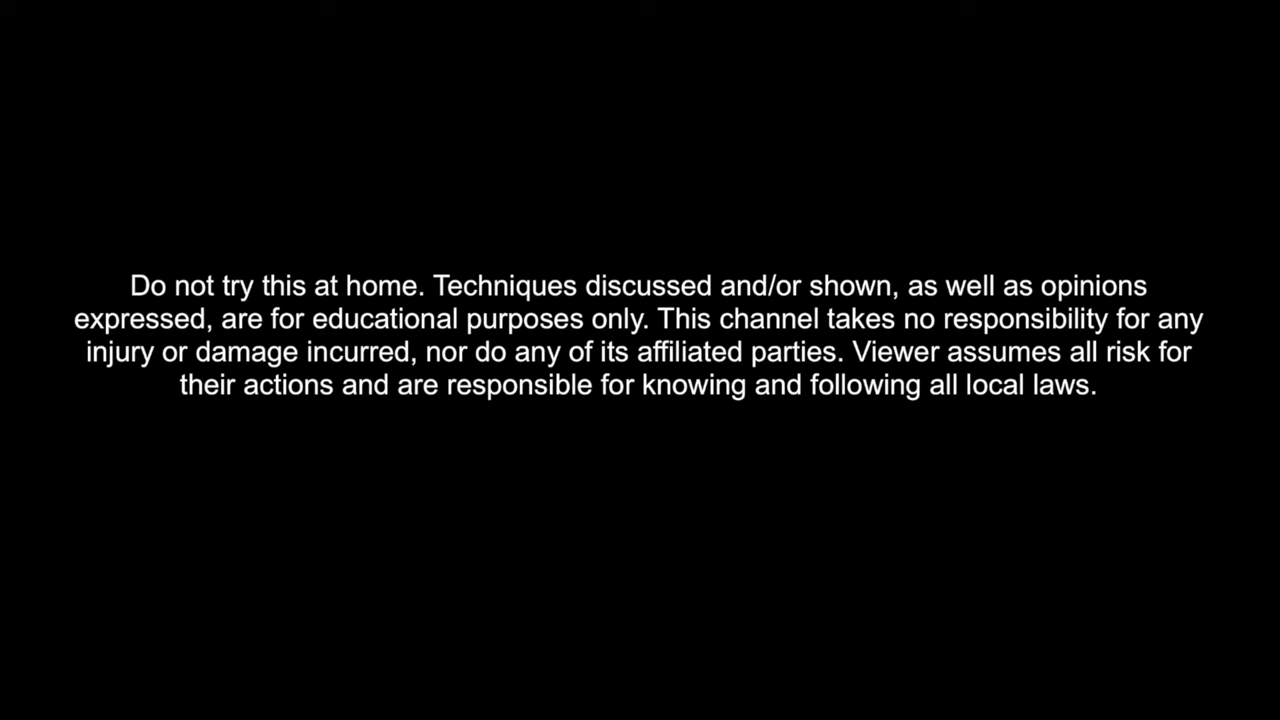 Do not try this at home. Techniques discussed and/or shown, as well as opinions
expressed, are for educational purposes only. This channel takes no responsibility for any
injury or damage incurred, nor do any of its affiliated parties. Viewer assumes all risk for
their actions and are responsible for knowing and following all local laws.